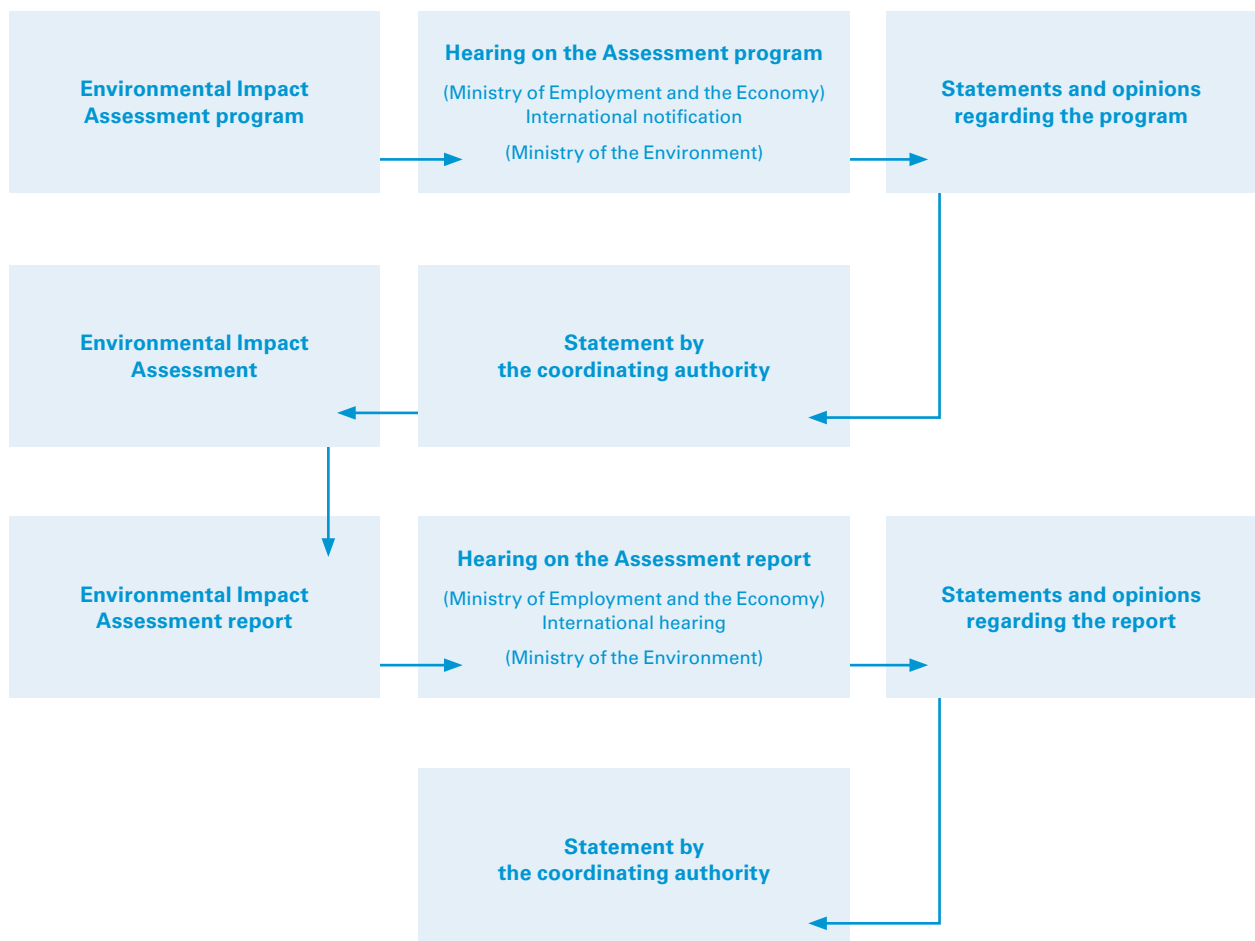 Environmental Impact
Assessment program
Hearing on the Assessment program
(Ministry of Employment and the Economy)
International notification
(Ministry of the Environment)
Statements and opinions
regarding the program
Environmental Impact
Assessment
Statement by
the coordinating authority
Environmental Impact
Assessment report
Hearing on the Assessment report
(Ministry of Employment and the Economy)
International hearing
(Ministry of the Environment)
Statements and opinions
regarding the report
Statement by
the coordinating authority